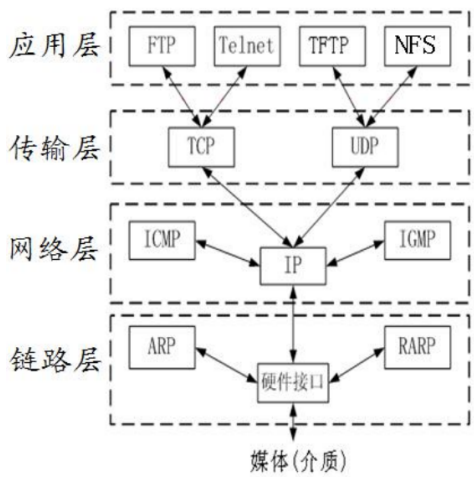 应用层 FTP Telnet TFTP NFS
传输层 TCP UDP
网络层 ICMP IP IGMP
链路层 ARP 硬件接口 RARP
媒体(介质)